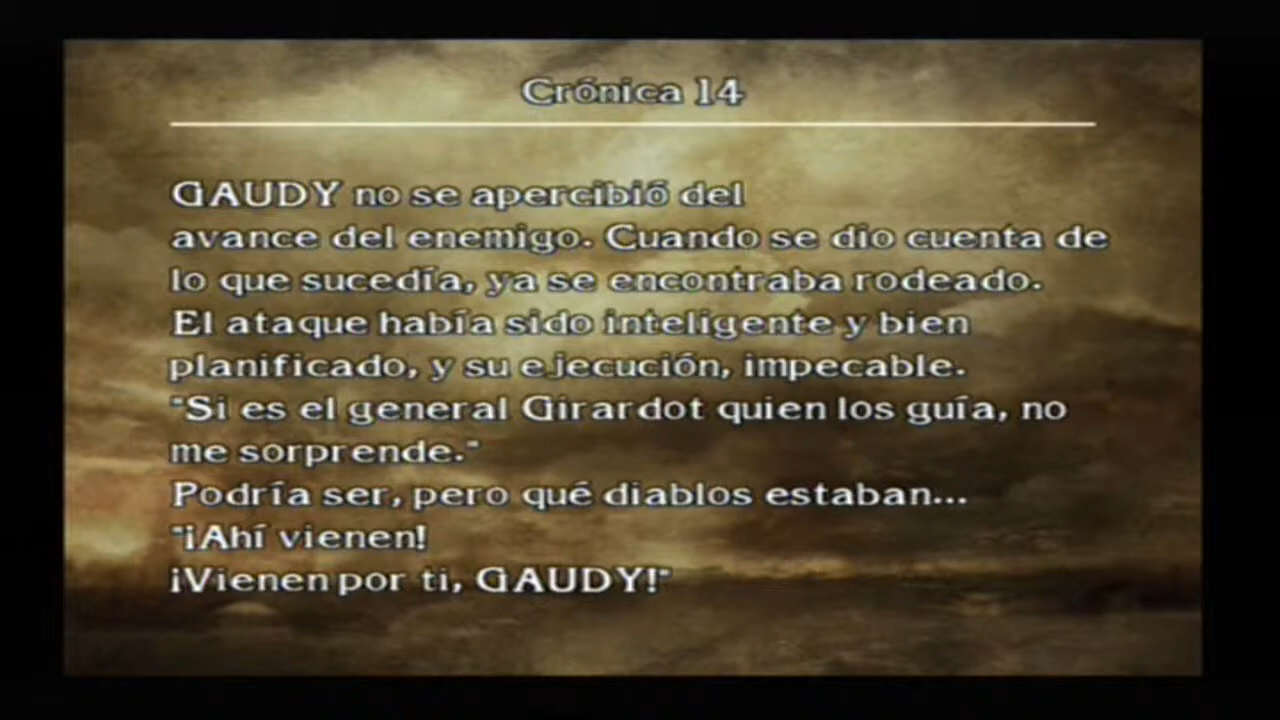 Crónica 14
GAUDY no se apercibió del
avance del enemigo. Cuando se dio cuenta de
lo que sucedía, ya se encontraba rodeado.
El ataque había sido inteligente y bien
planificado, y su ejecución, impecable.
"Si es el general Girardot quien los guía, no
me sorprende."
Podría ser, pero qué diablos estaban...
"¡Ahí vienen!
¡Vienen por ti, GAUDY!"